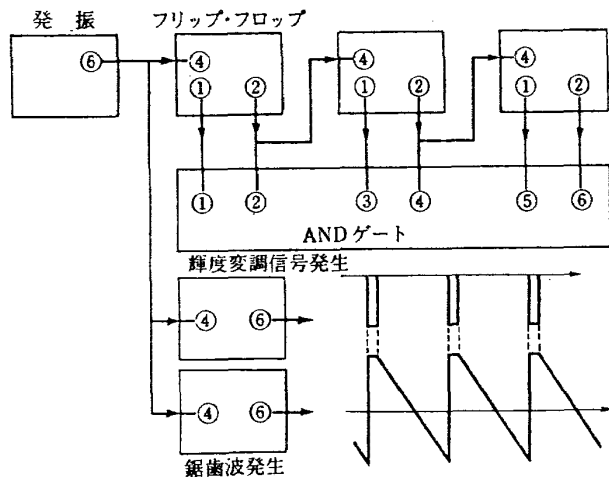 発 振 フリップ・フロップ
⑥ ④ ④ ④
① ② ① ② ① ②
① ② ③ ④ ⑤ ⑥
ANDゲート
輝度変調信号発生
④ ⑥
④ ⑥
鋸歯波発生